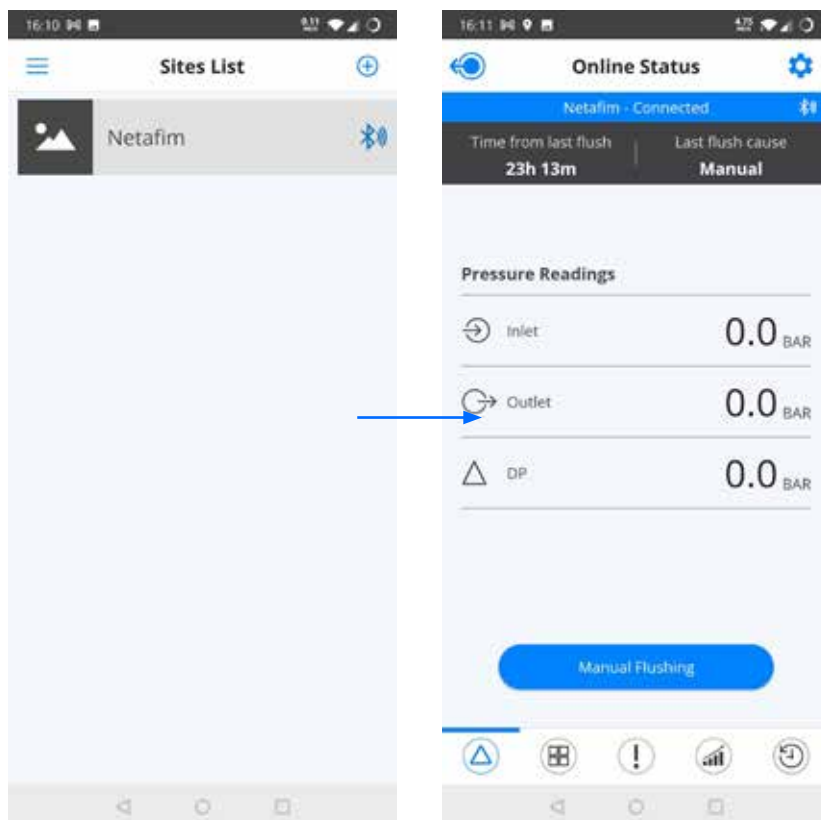 16:10
Sites List
Netafim
16:11
Online Status
Netafim - Connected
Time from last flush
Last flush cause
23h 13m
Manual
Pressure Readings
Inlet
0.0 BAR
Outlet
0.0 BAR
DP
0.0 BAR
Manual Flushing